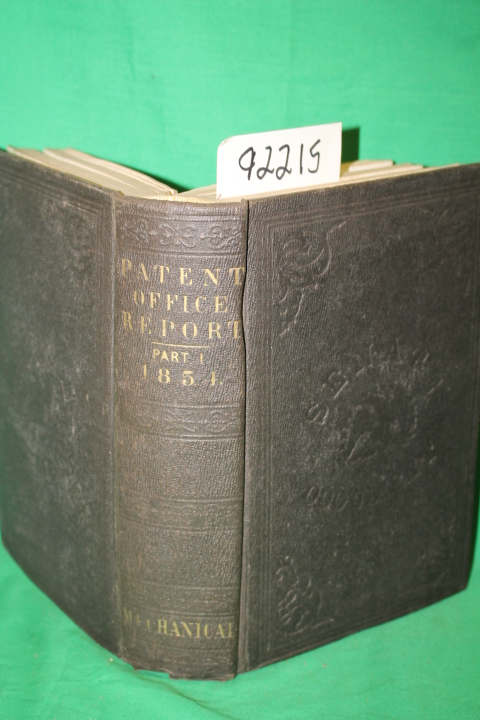 92215
PATENT
OFFICE
REPORT
PART I
1854.
MECHANICAL